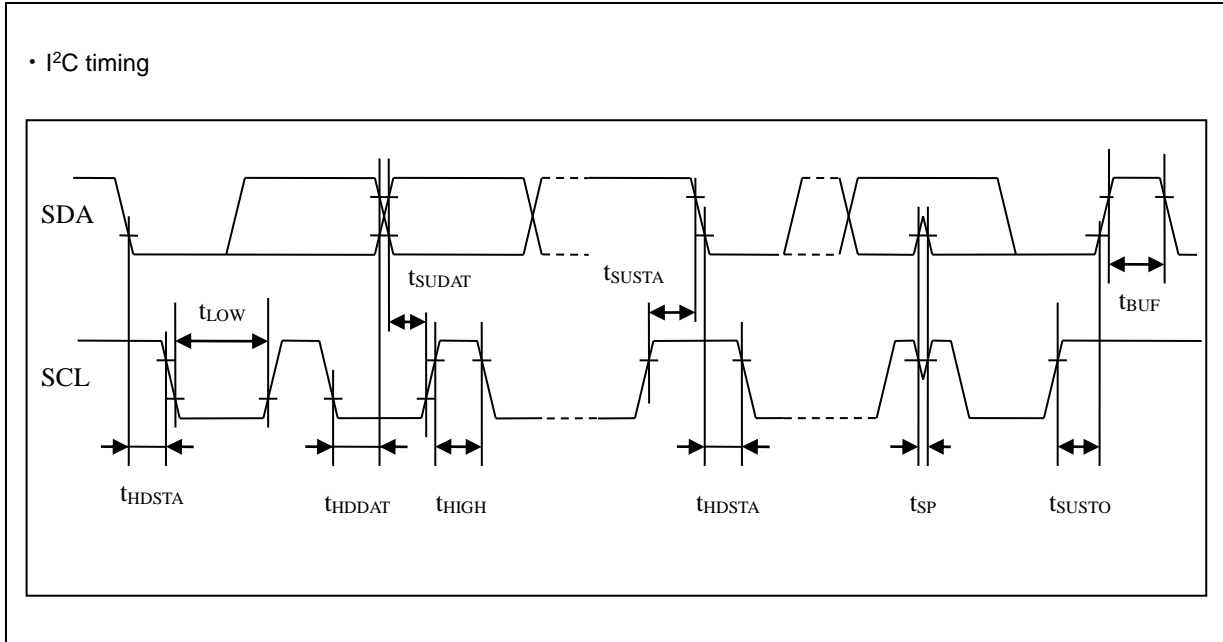 ・I²C timing
SDA
tSUDAT
tSUSTA
tLOW
tBUF
SCL
tHDSTA
tHDDAT
tHIGH
tHDSTA
tSP
tSUSTO